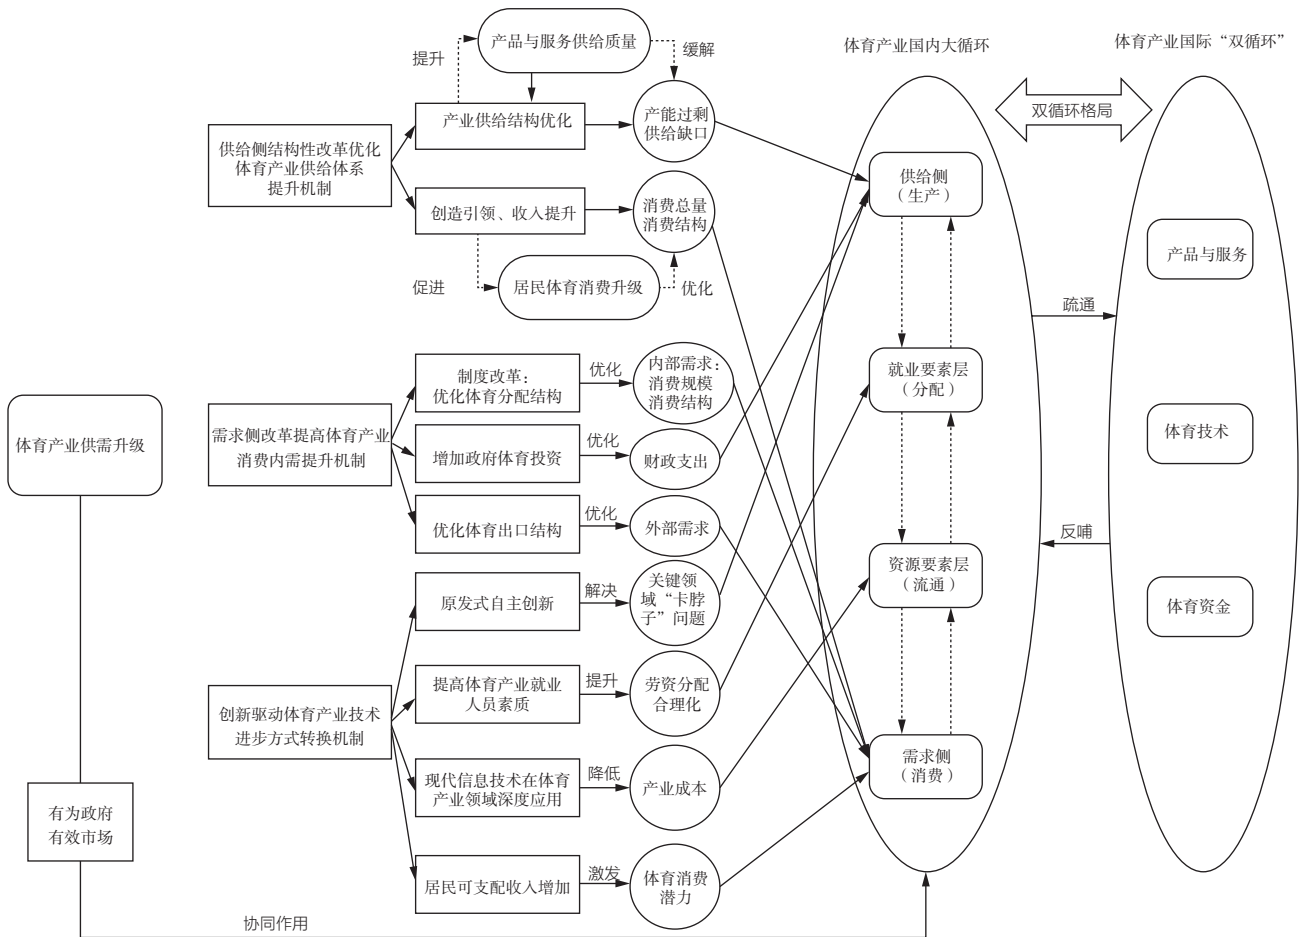 体育产业供需升级
有为政府
有效市场
协同作用
供给侧结构性改革优化
体育产业供给体系
提升机制
需求侧改革提高体育产业
消费内需提升机制
创新驱动体育产业技术
进步方式转换机制
提升
产品与服务供给质量
缓解
产业供给结构优化
产能过剩
供给缺口
创造引领、收入提升
消费总量
消费结构
促进
居民体育消费升级
优化
制度改革：
优化体育分配结构
优化
内部需求：
消费规模
消费结构
增加政府体育投资
优化
财政支出
优化体育出口结构
优化
外部需求
原发式自主创新
解决
关键领
域“卡脖
子”问题
提高体育产业就业
人员素质
提升
劳资分配
合理化
现代信息技术在体育
产业领域深度应用
降低
产业成本
居民可支配收入增加
激发
体育消费
潜力
体育产业国内大循环
供给侧
（生产）
就业要素层
（分配）
资源要素层
（流通）
需求侧
（消费）
双循环格局
疏通
反哺
体育产业国际“双循环”
产品与服务
体育技术
体育资金